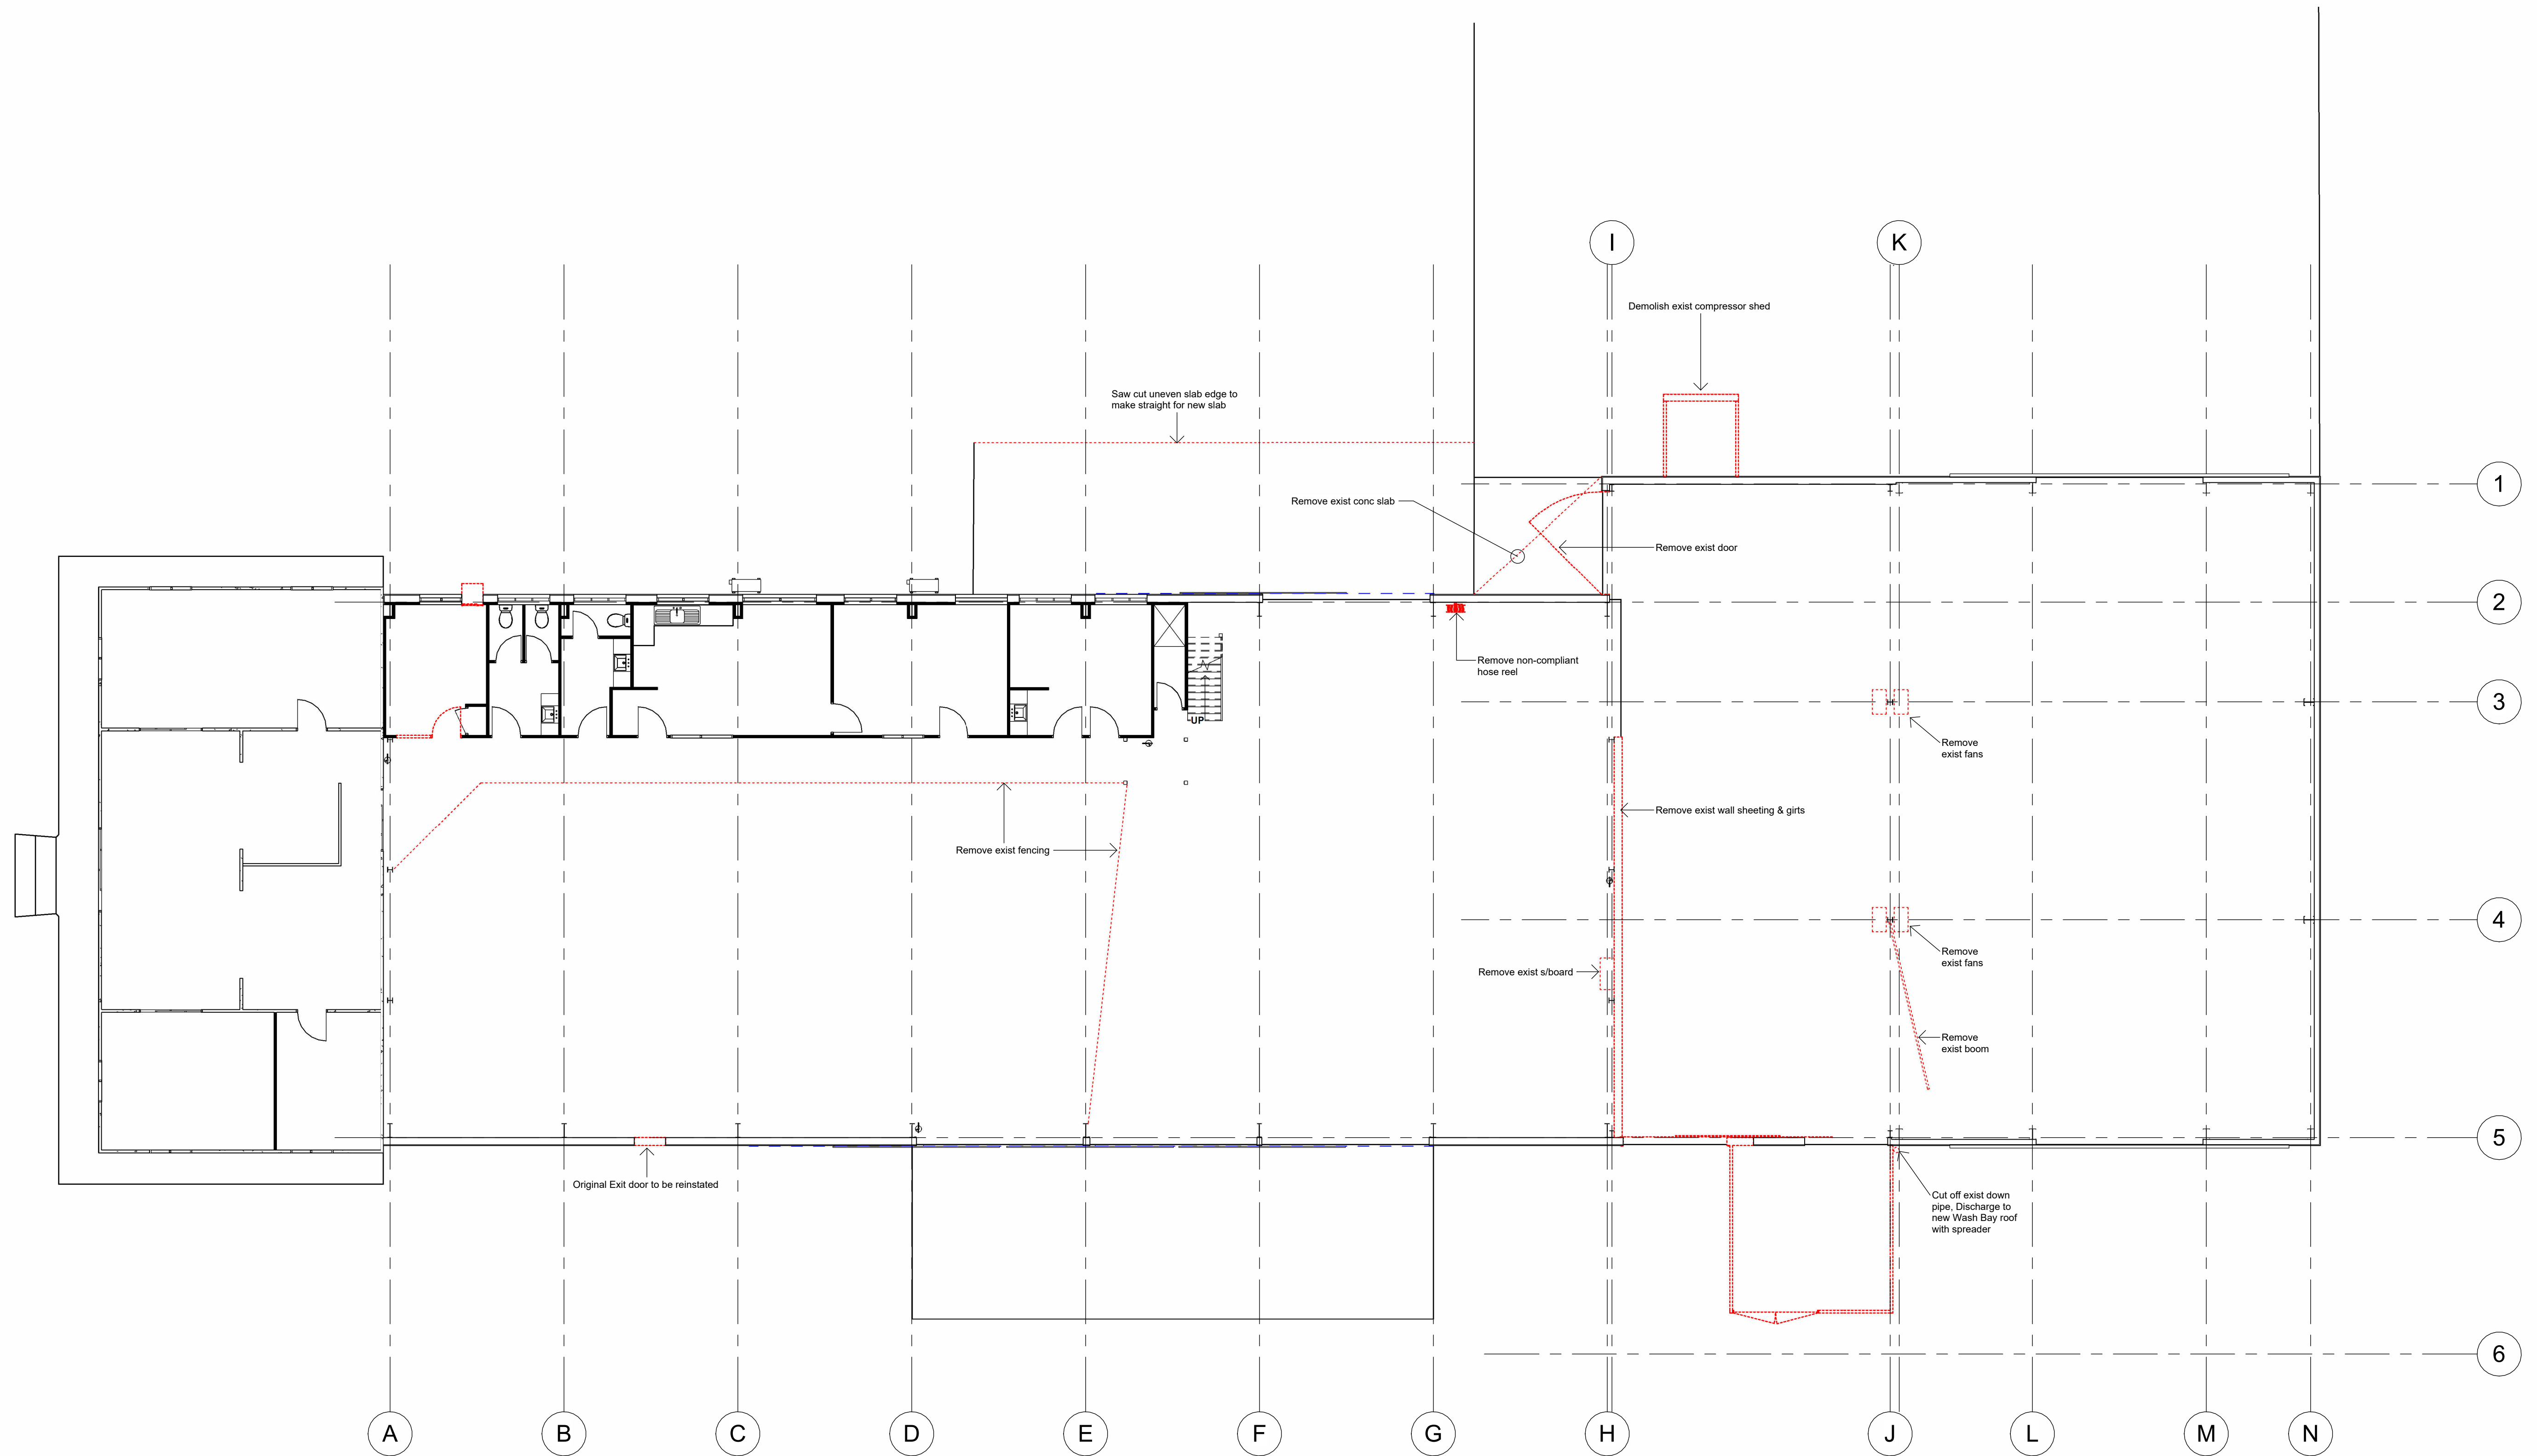 I
K
Demolish exist compressor shed
Saw cut uneven slab edge to
make straight for new slab
1
Remove exist conc slab
Remove exist door
2
Remove non-compliant
hose reel
3
UP
Remove
exist fans
Remove exist wall sheeting & girts
Remove exist fencing
4
Remove
exist fans
Remove exist s/board
Remove
exist boom
5
Original Exit door to be reinstated
Cut off exist down
pipe, Discharge to
new Wash Bay roof
with spreader
6
A
B
C
D
E
F
G
H
J
L
M
N